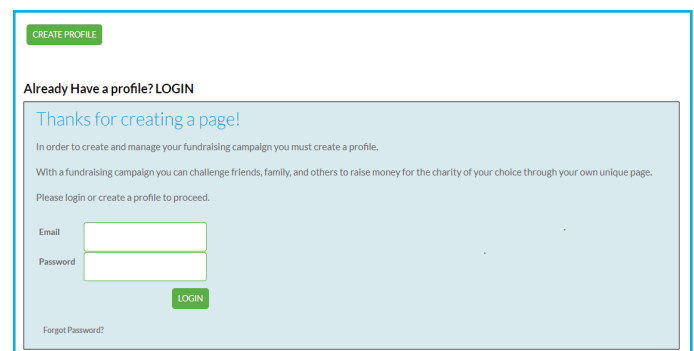 CREATE PROFILE
Already Have a profile? LOGIN
Thanks for creating a page!
In order to create and manage your fundraising campaign you must create a profile.
With a fundraising campaign you can challenge friends, family, and others to raise money for the charity of your choice through your own unique page.
Please login or create a profile to proceed.
Email
Password
LOGIN
Forgot Password?